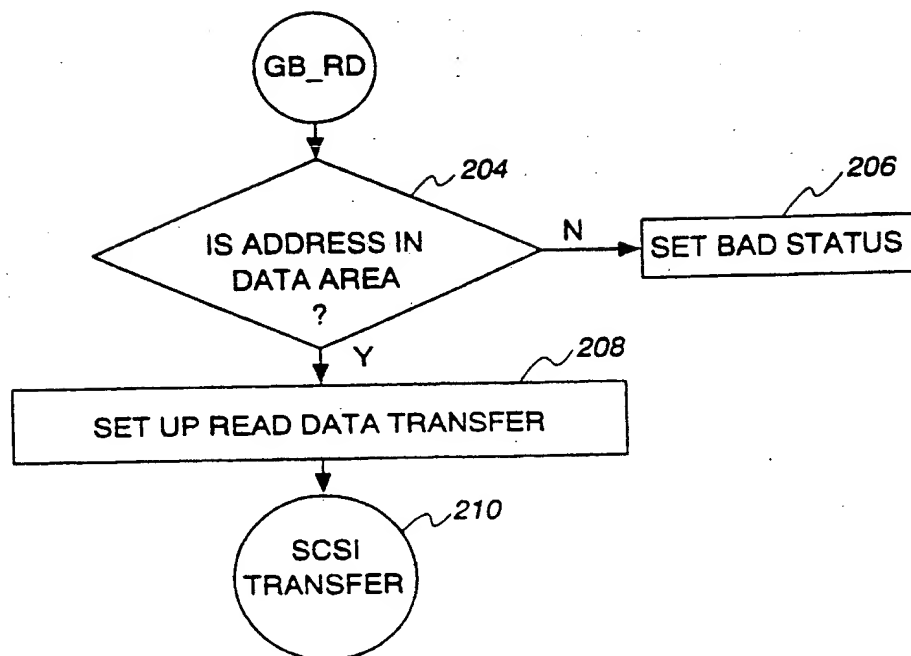 GB_RD
204
IS ADDRESS IN
DATA AREA
?
N
206
SET BAD STATUS
Y
208
SET UP READ DATA TRANSFER
210
SCSI
TRANSFER